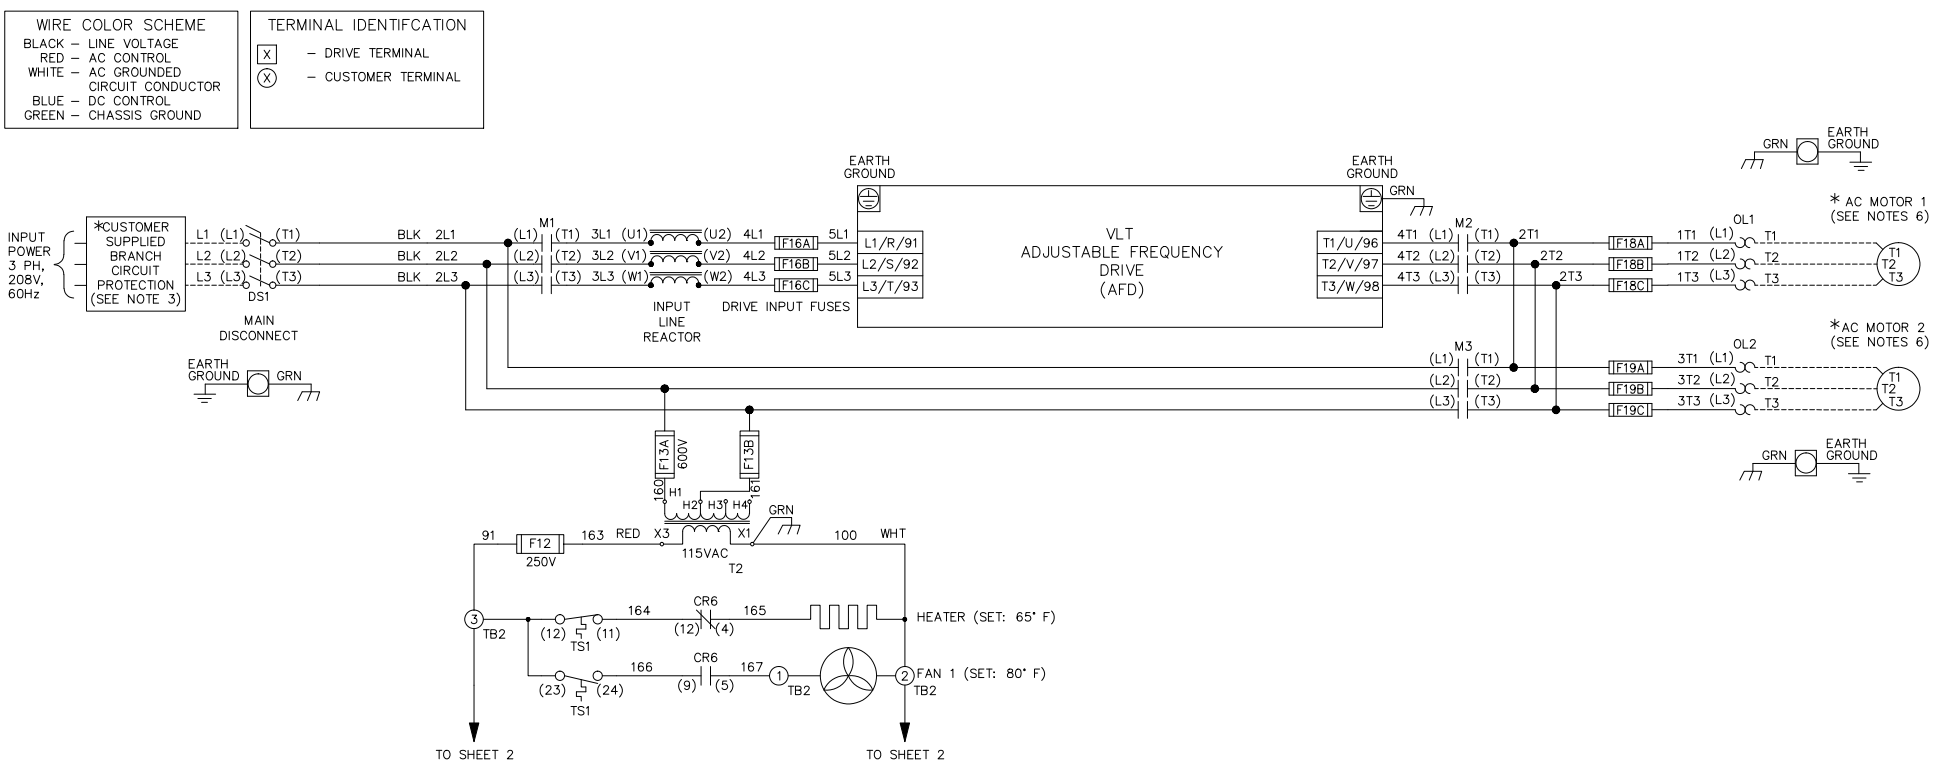 WIRE COLOR SCHEME
BLACK – LINE VOLTAGE
RED – AC CONTROL
WHITE – AC GROUNDED
CIRCUIT CONDUCTOR
BLUE – DC CONTROL
GREEN – CHASSIS GROUND
TERMINAL IDENTIFCATION
X – DRIVE TERMINAL
X – CUSTOMER TERMINAL
INPUT
POWER
3 PH,
208V,
60Hz
*CUSTOMER
SUPPLIED
BRANCH
CIRCUIT
PROTECTION
(SEE NOTE 3)
L1 (L1) (T1) BLK 2L1 (L1) M1 (T1) 3L1 (U1) (U2) 4L1 F16A 5L1 L1/R/91
L2 (L2) (T2) BLK 2L2 (L2) (T2) 3L2 (V1) (V2) 4L2 F16B 5L2 L2/S/92
L3 (L3) (T3) BLK 2L3 (L3) (T3) 3L3 (W1) (W2) 4L3 F16C 5L3 L3/T/93
DS1
MAIN
DISCONNECT
INPUT
LINE
REACTOR
DRIVE INPUT FUSES
EARTH
GROUND
GRN
EARTH
GROUND
VLT
ADJUSTABLE FREQUENCY
DRIVE
(AFD)
EARTH
GROUND
GRN
T1/U/96 4T1 (L1) M2 (T1) 2T1 F18A 1T1 (L1) OL1 T1
T2/V/97 4T2 (L2) (T2) 2T2 F18B 1T2 (L2) T2
T3/W/98 4T3 (L3) (T3) 2T3 F18C 1T3 (L3) T3
GRN
EARTH
GROUND
* AC MOTOR 1
(SEE NOTES 6)
T1
T2
T3
*AC MOTOR 2
(SEE NOTES 6)
(L1) M3 (T1) F19A 3T1 (L1) OL2 T1
(L2) (T2) F19B 3T2 (L2) T2
(L3) (T3) F19C 3T3 (L3) T3
T1
T2
T3
GRN
EARTH
GROUND
F13A
600V
F13B
160
161
H1
H2 H3 H4
GRN
91 F12 163 RED X3 X1 100 WHT
250V
115VAC
T2
3
TB2
(12) (11)
TS1
164
CR6
(12) (4)
165
HEATER (SET: 65° F)
(23) (24)
TS1
166
CR6
(9) (5)
167
1
TB2
2
TB2
FAN 1 (SET: 80° F)
TO SHEET 2
TO SHEET 2